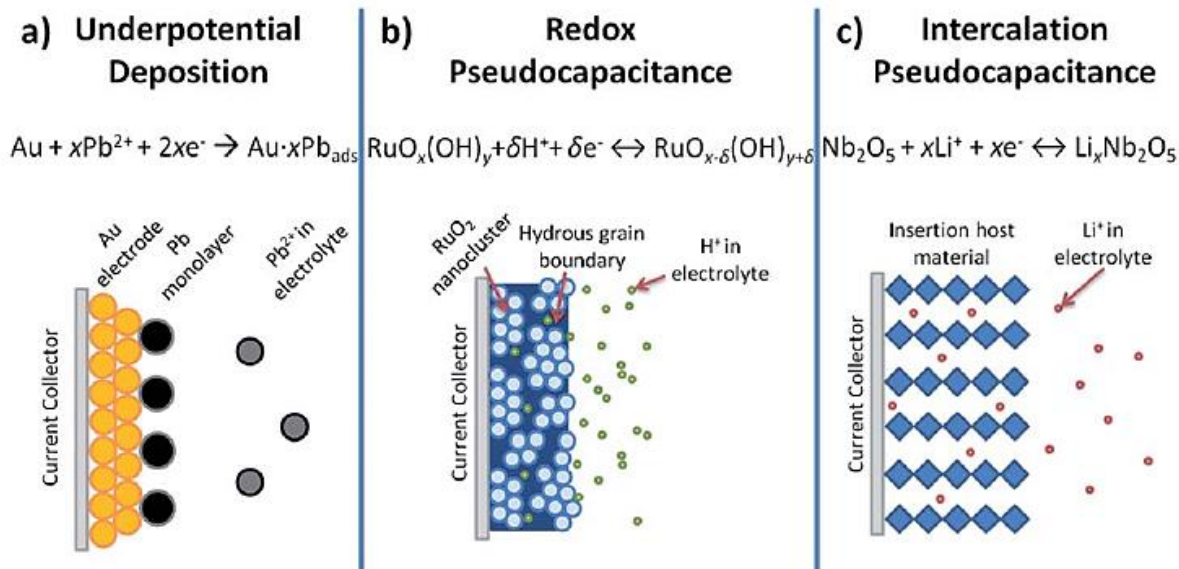 a) Underpotential
Deposition
Au + xPb²⁺ + 2xe⁻ → Au·xPb_ads
Au
electrode
Pb
monolayer
Pb²⁺ in
electrolyte
Current Collector
b) Redox
Pseudocapacitance
RuOₓ(OH)ᵧ+δH⁺+ δe⁻ ↔ RuOₓ₋δ(OH)ᵧ₊δ
RuO₂
nanocluster
Hydrous grain
boundary
H⁺ in
electrolyte
Current Collector
c) Intercalation
Pseudocapacitance
Nb₂O₅ + xLi⁺ + xe⁻ ↔ LiₓNb₂O₅
Insertion host
material
Li⁺ in
electrolyte
Current Collector